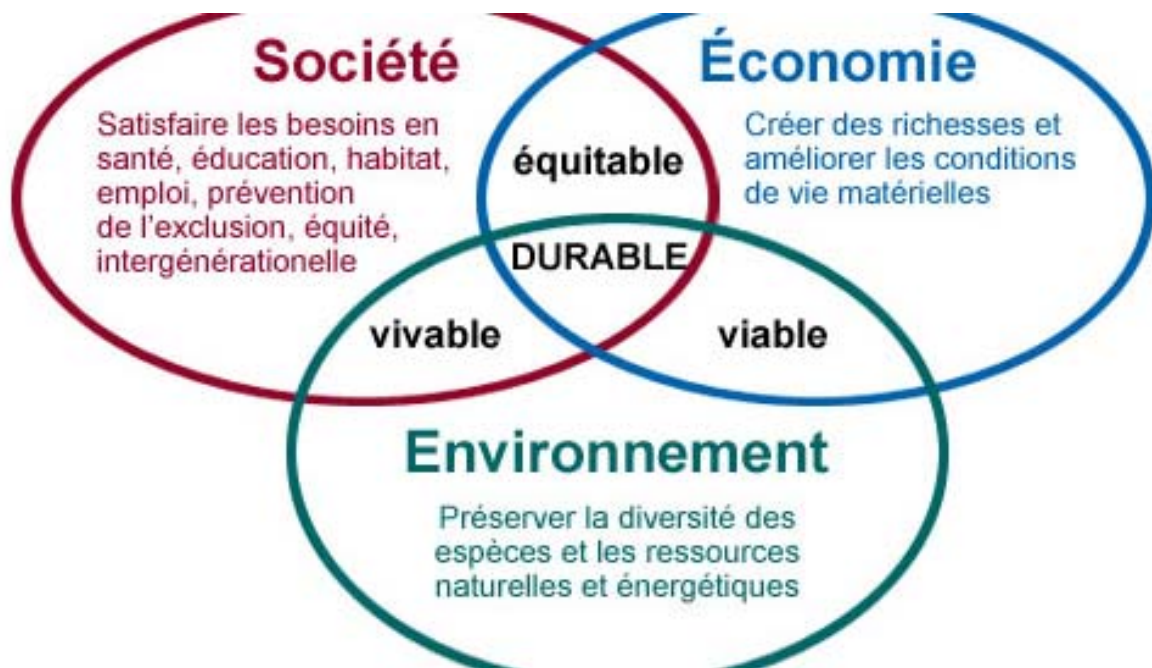 Société
Satisfaire les besoins en
santé, éducation, habitat,
emploi, prévention
de l'exclusion, équité,
intergénérationelle
Économie
Créer des richesses et
améliorer les conditions
de vie matérielles
équitable
DURABLE
vivable
viable
Environnement
Préserver la diversité des
espèces et les ressources
naturelles et énergétiques